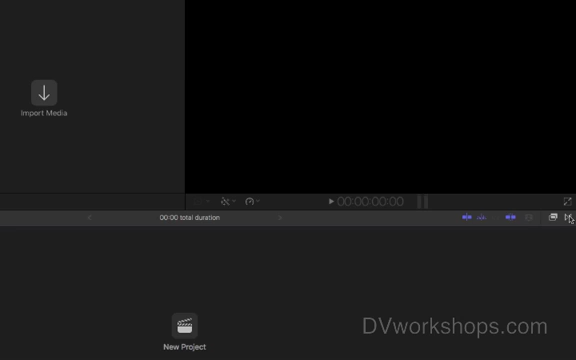 Import Media
00:00:00:00
00:00 total duration
New Project
DVworkshops.com